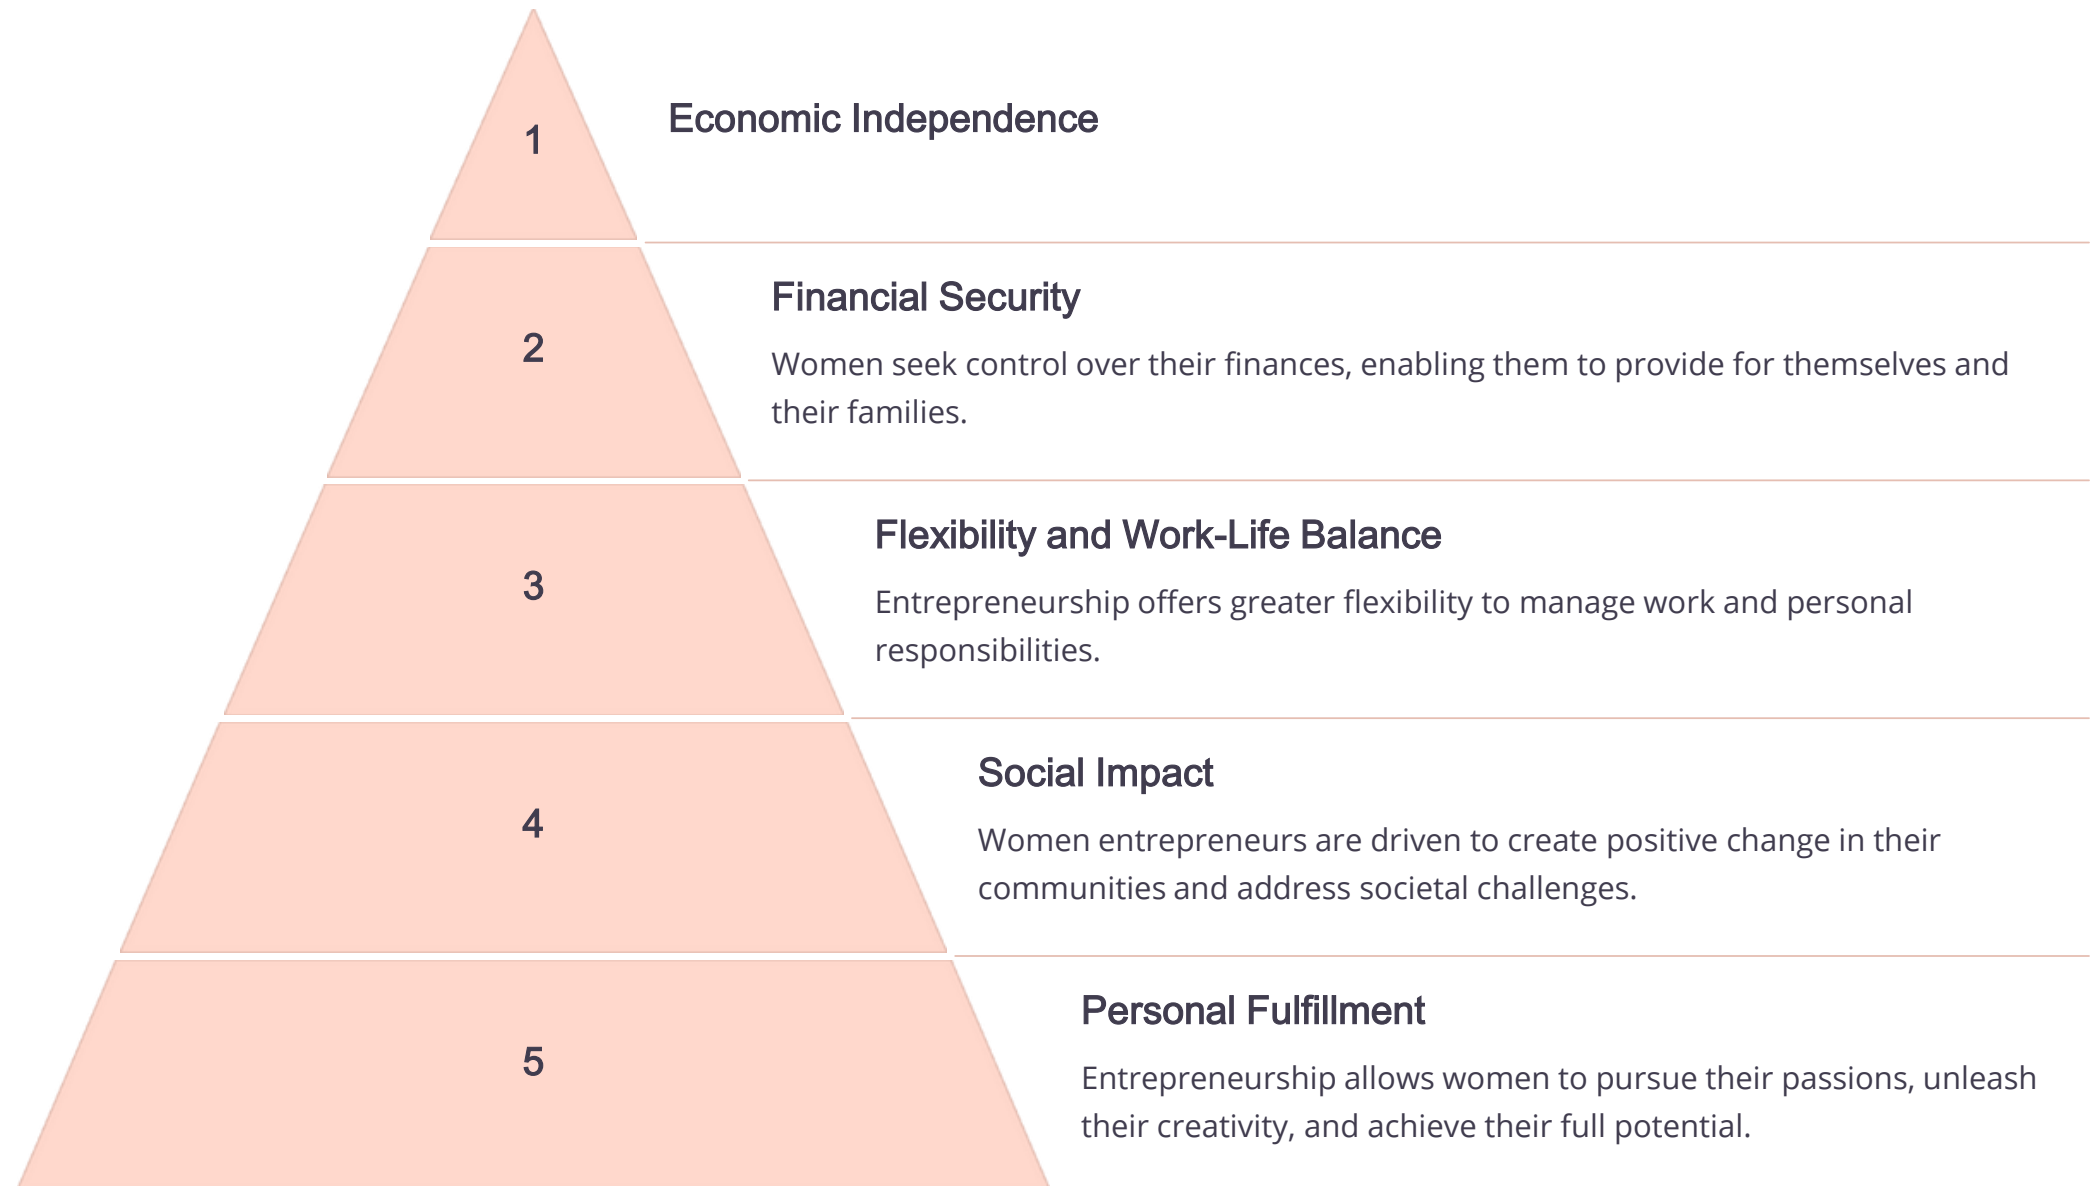 1
Economic Independence
2
Financial Security
Women seek control over their finances, enabling them to provide for themselves and
their families.
3
Flexibility and Work-Life Balance
Entrepreneurship offers greater flexibility to manage work and personal
responsibilities.
4
Social Impact
Women entrepreneurs are driven to create positive change in their
communities and address societal challenges.
5
Personal Fulfillment
Entrepreneurship allows women to pursue their passions, unleash
their creativity, and achieve their full potential.